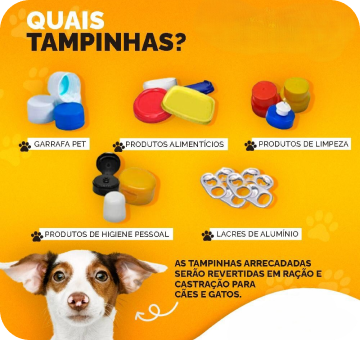 QUAIS
TAMPINHAS?
GARRAFA PET
PRODUTOS ALIMENTÍCIOS
PRODUTOS DE LIMPEZA
PRODUTOS DE HIGIENE PESSOAL
LACRES DE ALUMÍNIO
AS TAMPINHAS ARRECADADAS
SERÃO REVERTIDAS EM RAÇÃO E
CASTRAÇÃO PARA
CÃES E GATOS.